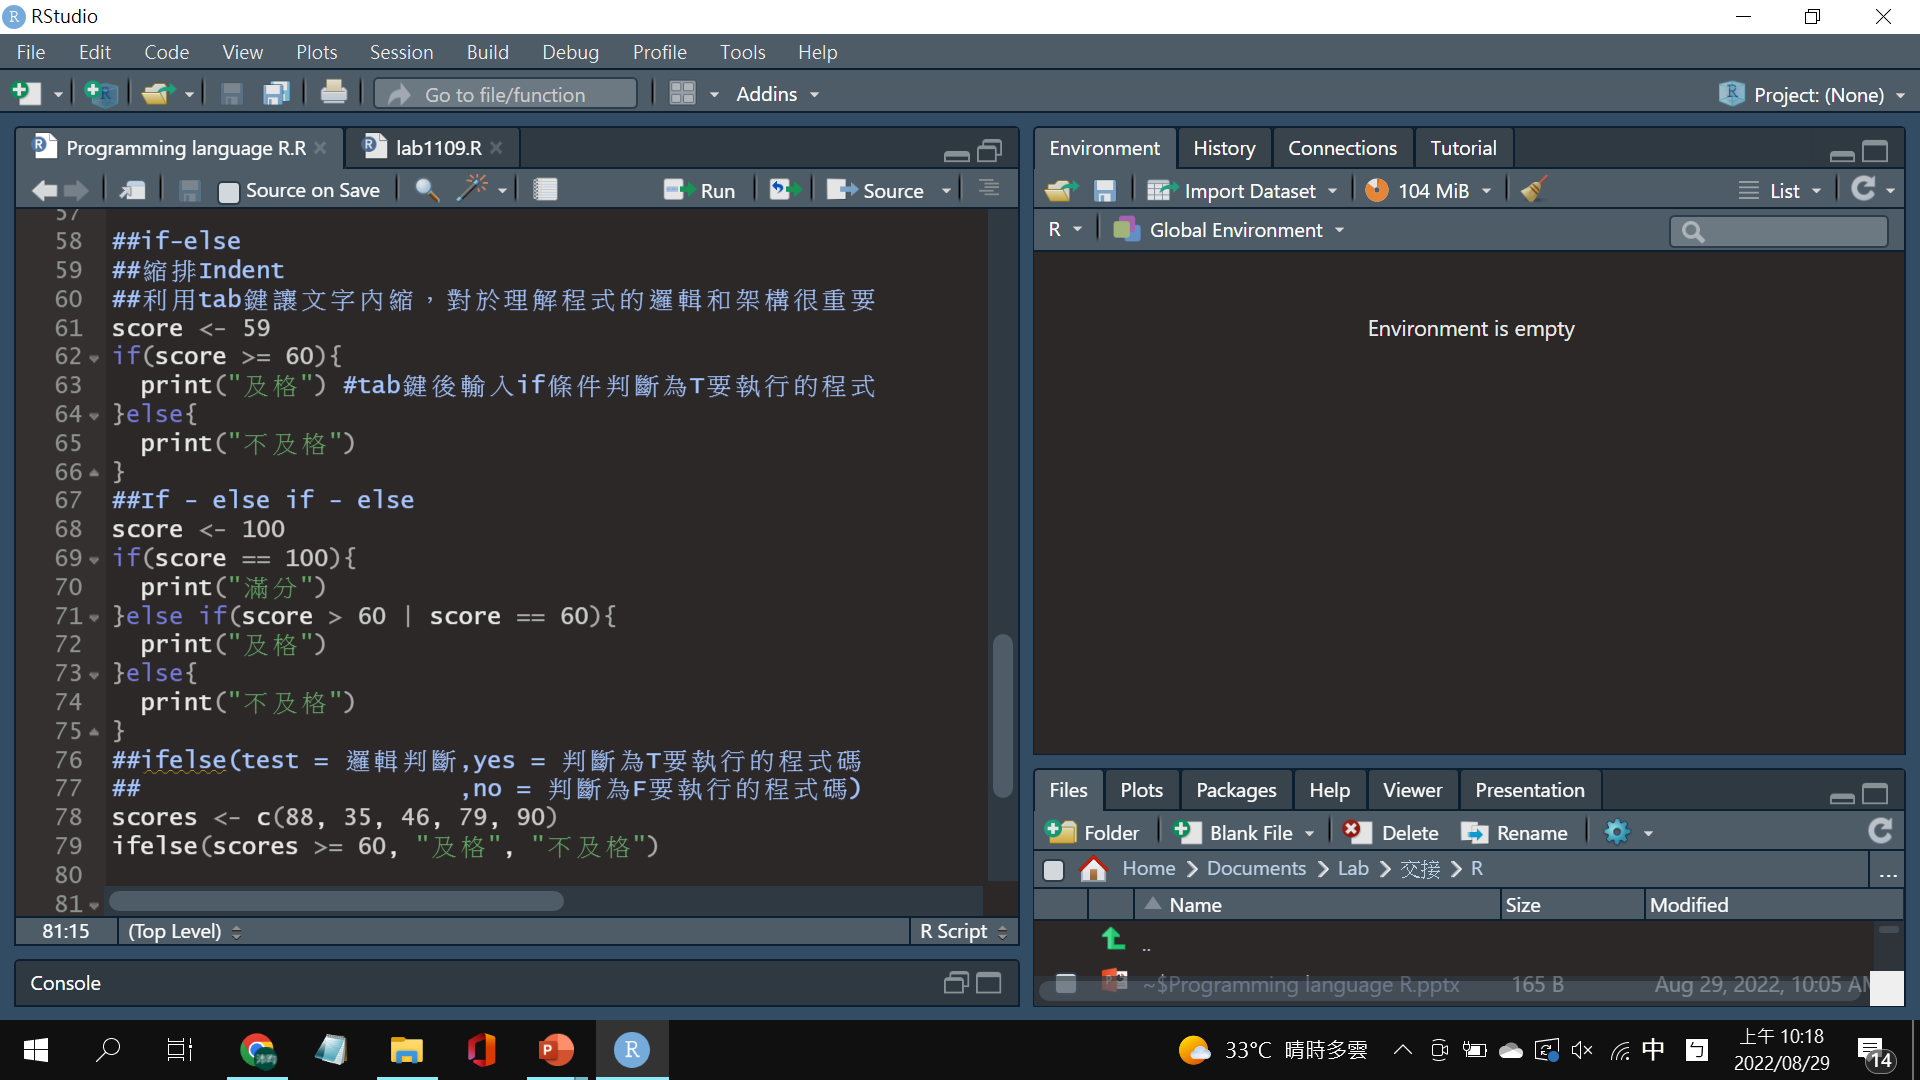 RStudio
File Edit Code View Plots Session Build Debug Profile Tools Help
Go to file/function Addins Project: (None)
Programming language R.R lab1109.R
Source on Save Run Source
57
58 ##if-else
59 ##縮排Indent
60 ##利用tab鍵讓文字內縮，對於理解程式的邏輯和架構很重要
61 score <- 59
62 if(score >= 60){
63 print("及格") #tab鍵後輸入if條件判斷為T要執行的程式
64 }else{
65 print("不及格")
66 }
67 ##If - else if - else
68 score <- 100
69 if(score == 100){
70 print("滿分")
71 }else if(score > 60 | score == 60){
72 print("及格")
73 }else{
74 print("不及格")
75 }
76 ##ifelse(test = 邏輯判斷,yes = 判斷為T要執行的程式碼
77 ## ,no = 判斷為F要執行的程式碼)
78 scores <- c(88, 35, 46, 79, 90)
79 ifelse(scores >= 60, "及格", "不及格")
80
81
81:15 (Top Level) R Script
Console
Environment History Connections Tutorial
Import Dataset 104 MiB List
R Global Environment
Environment is empty
Files Plots Packages Help Viewer Presentation
Folder Blank File Delete Rename
Home Documents Lab 交接 R ...
Name Size Modified
..
~$Programming language R.pptx 165 B Aug 29, 2022, 10:05 AM
33°C 晴時多雲 中 ㄅ 上午 10:18
2022/08/29 14